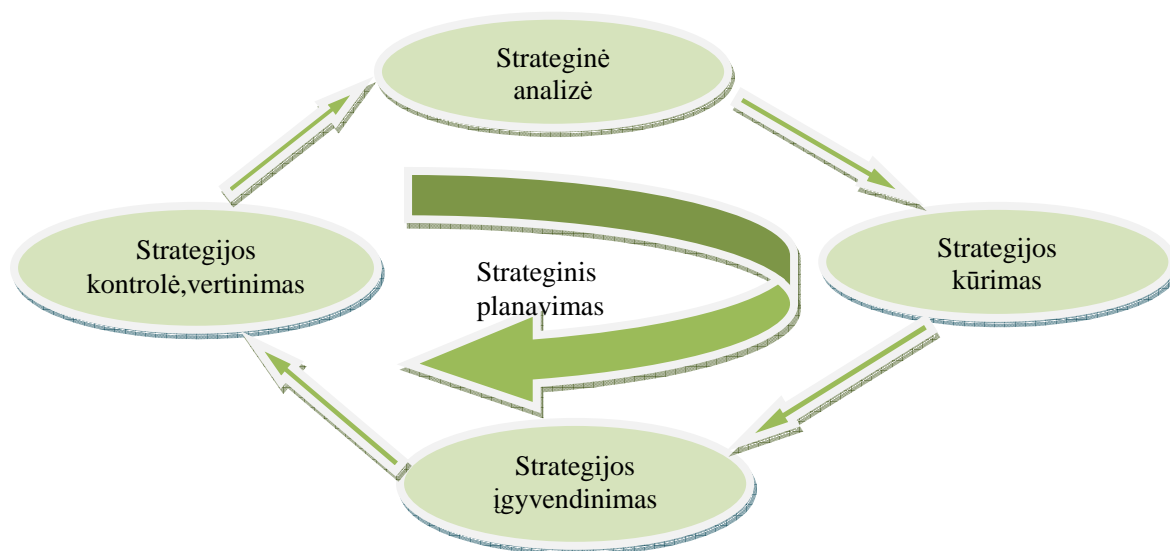 Strateginė
analizė
Strategijos
kūrimas
Strategijos
įgyvendinimas
Strategijos
kontrolė,vertinimas
Strateginis
planavimas